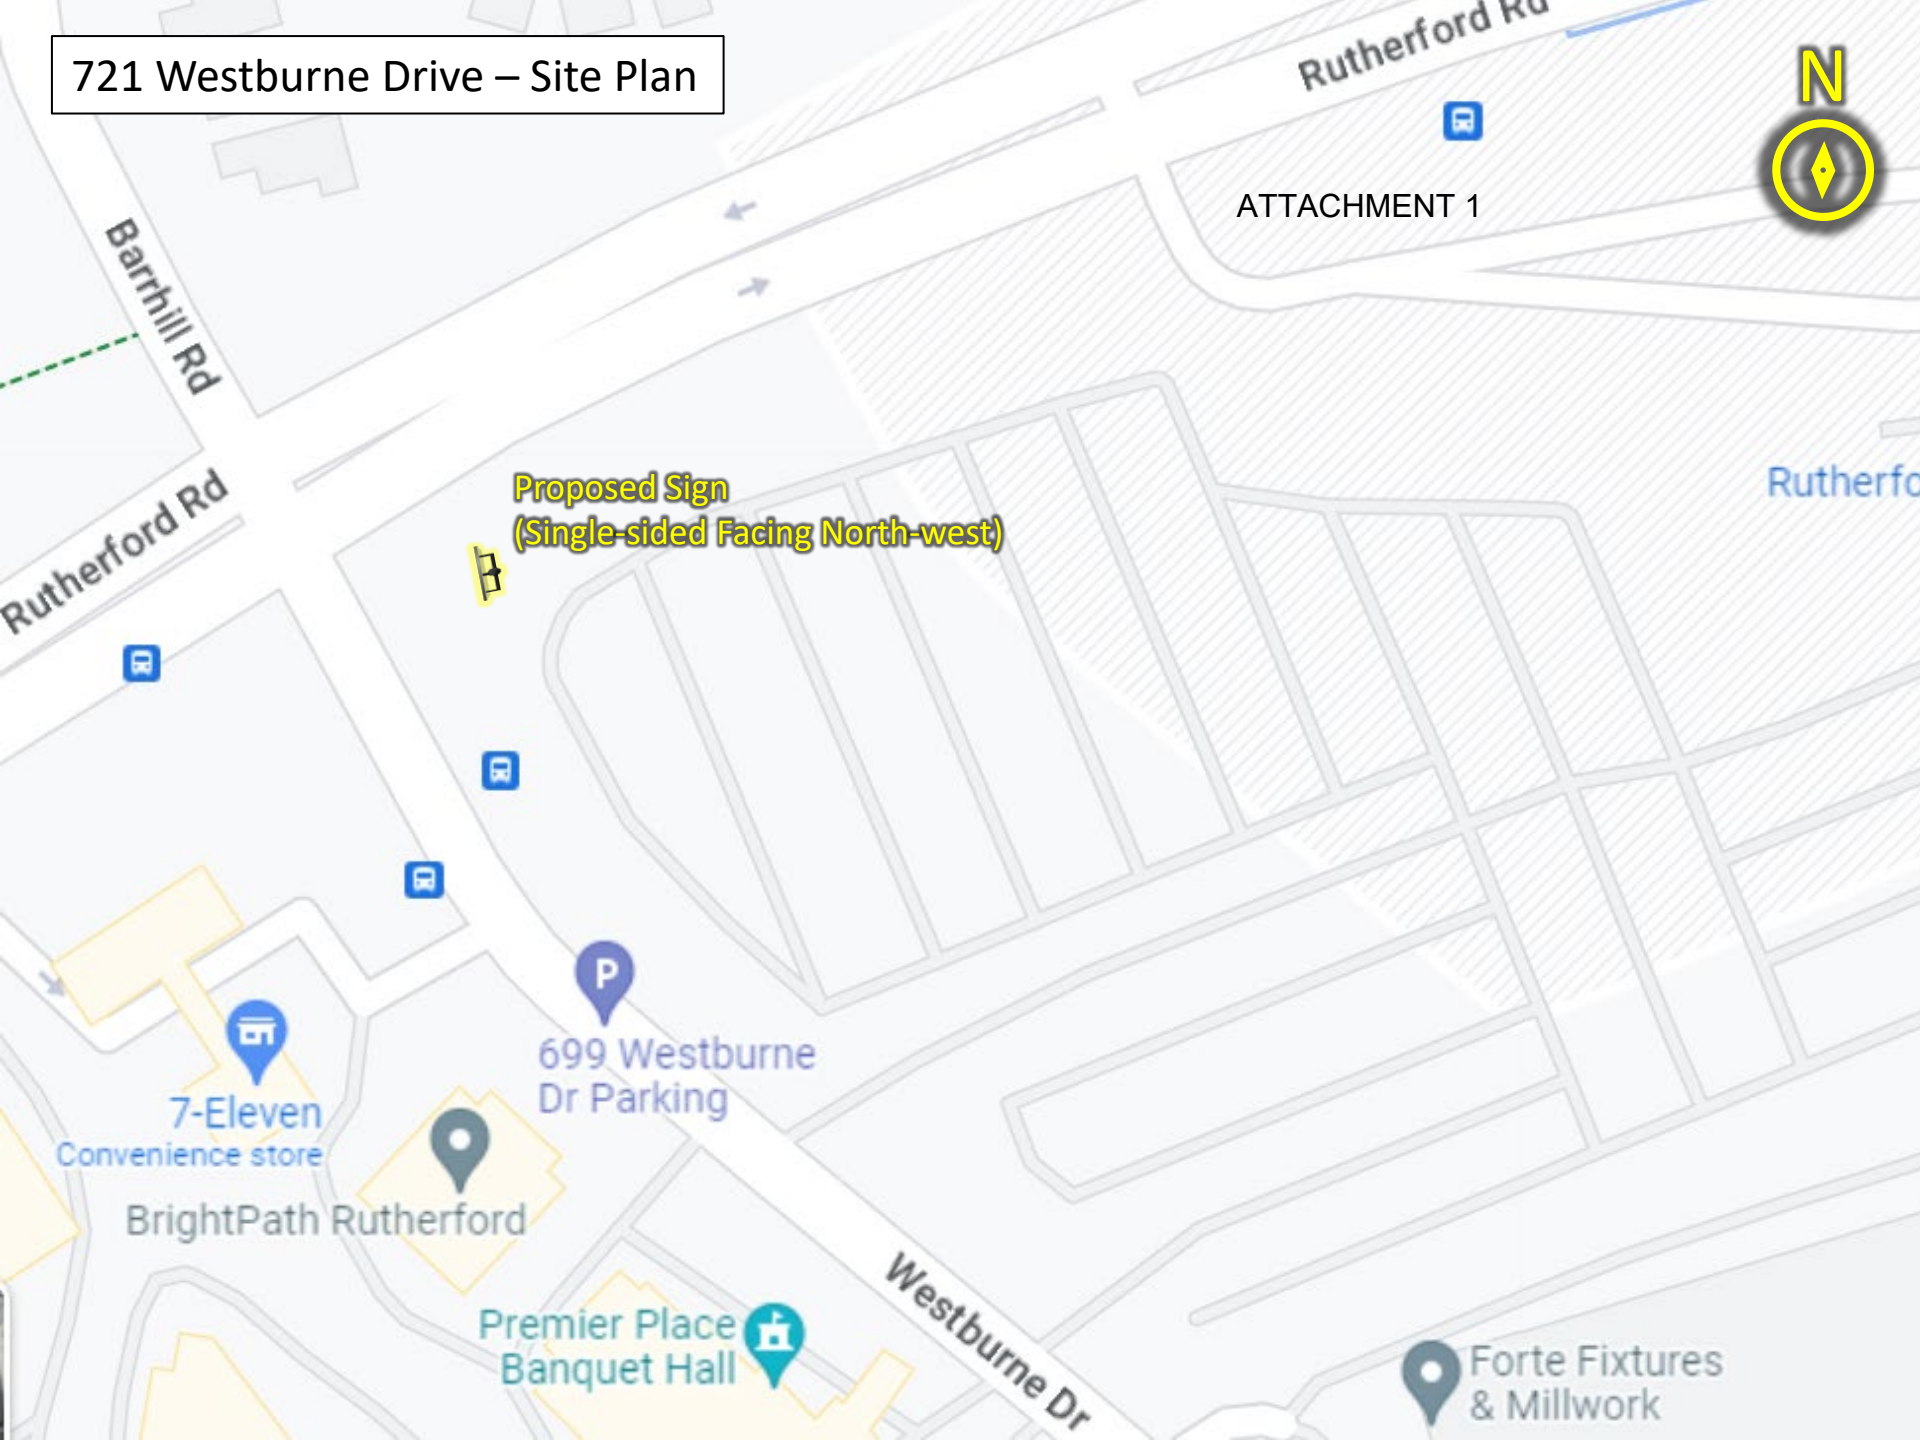 721 Westburne Drive – Site Plan
Rutherford Rd
N
ATTACHMENT 1
Barrhill Rd
Rutherford Rd
Proposed Sign
(Single-sided Facing North-west)
Rutherfo
P
699 Westburne
Dr Parking
7-Eleven
Convenience store
BrightPath Rutherford
Westburne Dr
Premier Place
Banquet Hall
Forte Fixtures
& Millwork